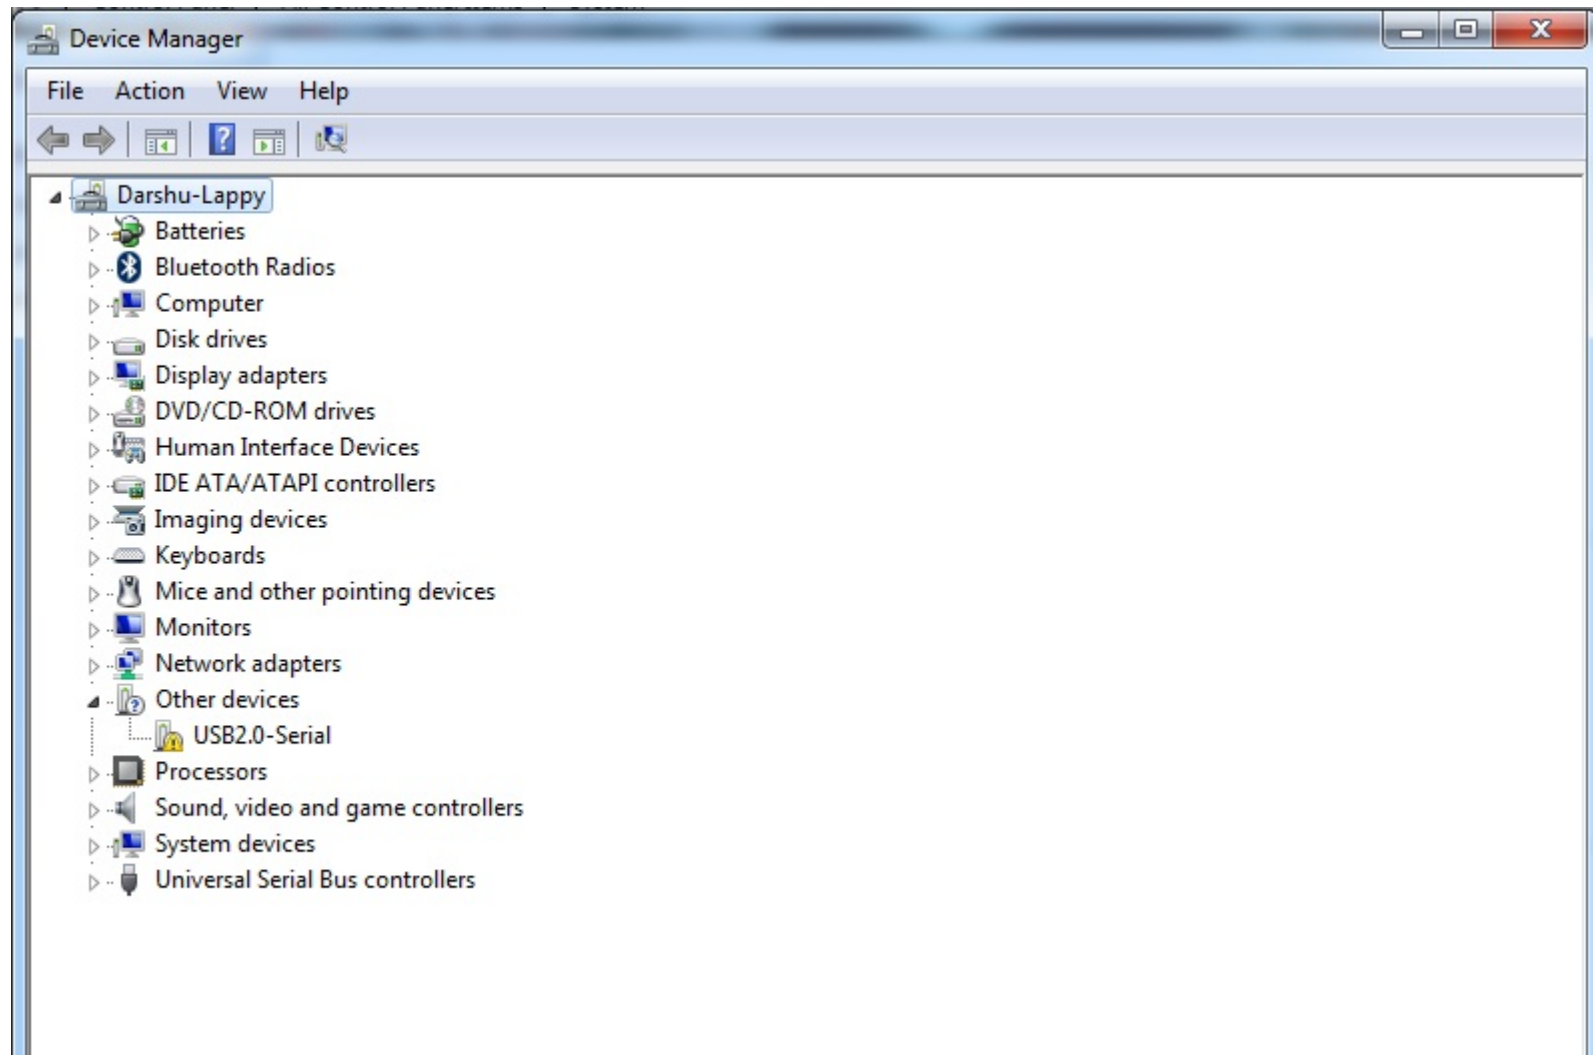 Device Manager
File Action View Help
Darshu-Lappy
Batteries
Bluetooth Radios
Computer
Disk drives
Display adapters
DVD/CD-ROM drives
Human Interface Devices
IDE ATA/ATAPI controllers
Imaging devices
Keyboards
Mice and other pointing devices
Monitors
Network adapters
Other devices
USB2.0-Serial
Processors
Sound, video and game controllers
System devices
Universal Serial Bus controllers